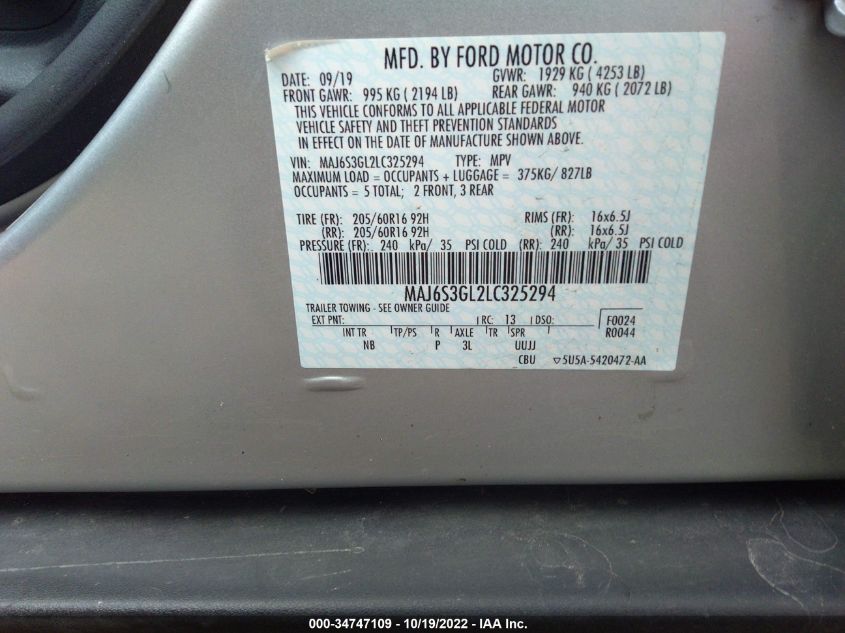 MFD. BY FORD MOTOR CO.
DATE: 09/19 GVWR: 1929 KG ( 4253 LB)
FRONT GAWR: 995 KG ( 2194 LB) REAR GAWR: 940 KG ( 2072 LB)
THIS VEHICLE CONFORMS TO ALL APPLICABLE FEDERAL MOTOR
VEHICLE SAFETY AND THEFT PREVENTION STANDARDS
IN EFFECT ON THE DATE OF MANUFACTURE SHOWN ABOVE.
VIN: MAJ6S3GL2LC325294 TYPE: MPV
MAXIMUM LOAD = OCCUPANTS + LUGGAGE = 375KG/ 827LB
OCCUPANTS = 5 TOTAL; 2 FRONT, 3 REAR
TIRE (FR): 205/60R16 92H RIMS (FR): 16x6.5J
(RR): 205/60R16 92H (RR): 16x6.5J
PRESSURE (FR): 240 kPa/ 35 PSI COLD (RR): 240 kPa/ 35 PSI COLD
MAJ6S3GL2LC325294
TRAILER TOWING - SEE OWNER GUIDE
EXT PNT: RC: 13 DSO: F0024
INT TR TP/PS R AXLE TR SPR R0044
NB P 3L UUJJ
CBU ▽5U5A-5420472-AA
000-34747109 - 10/19/2022 - IAA Inc.